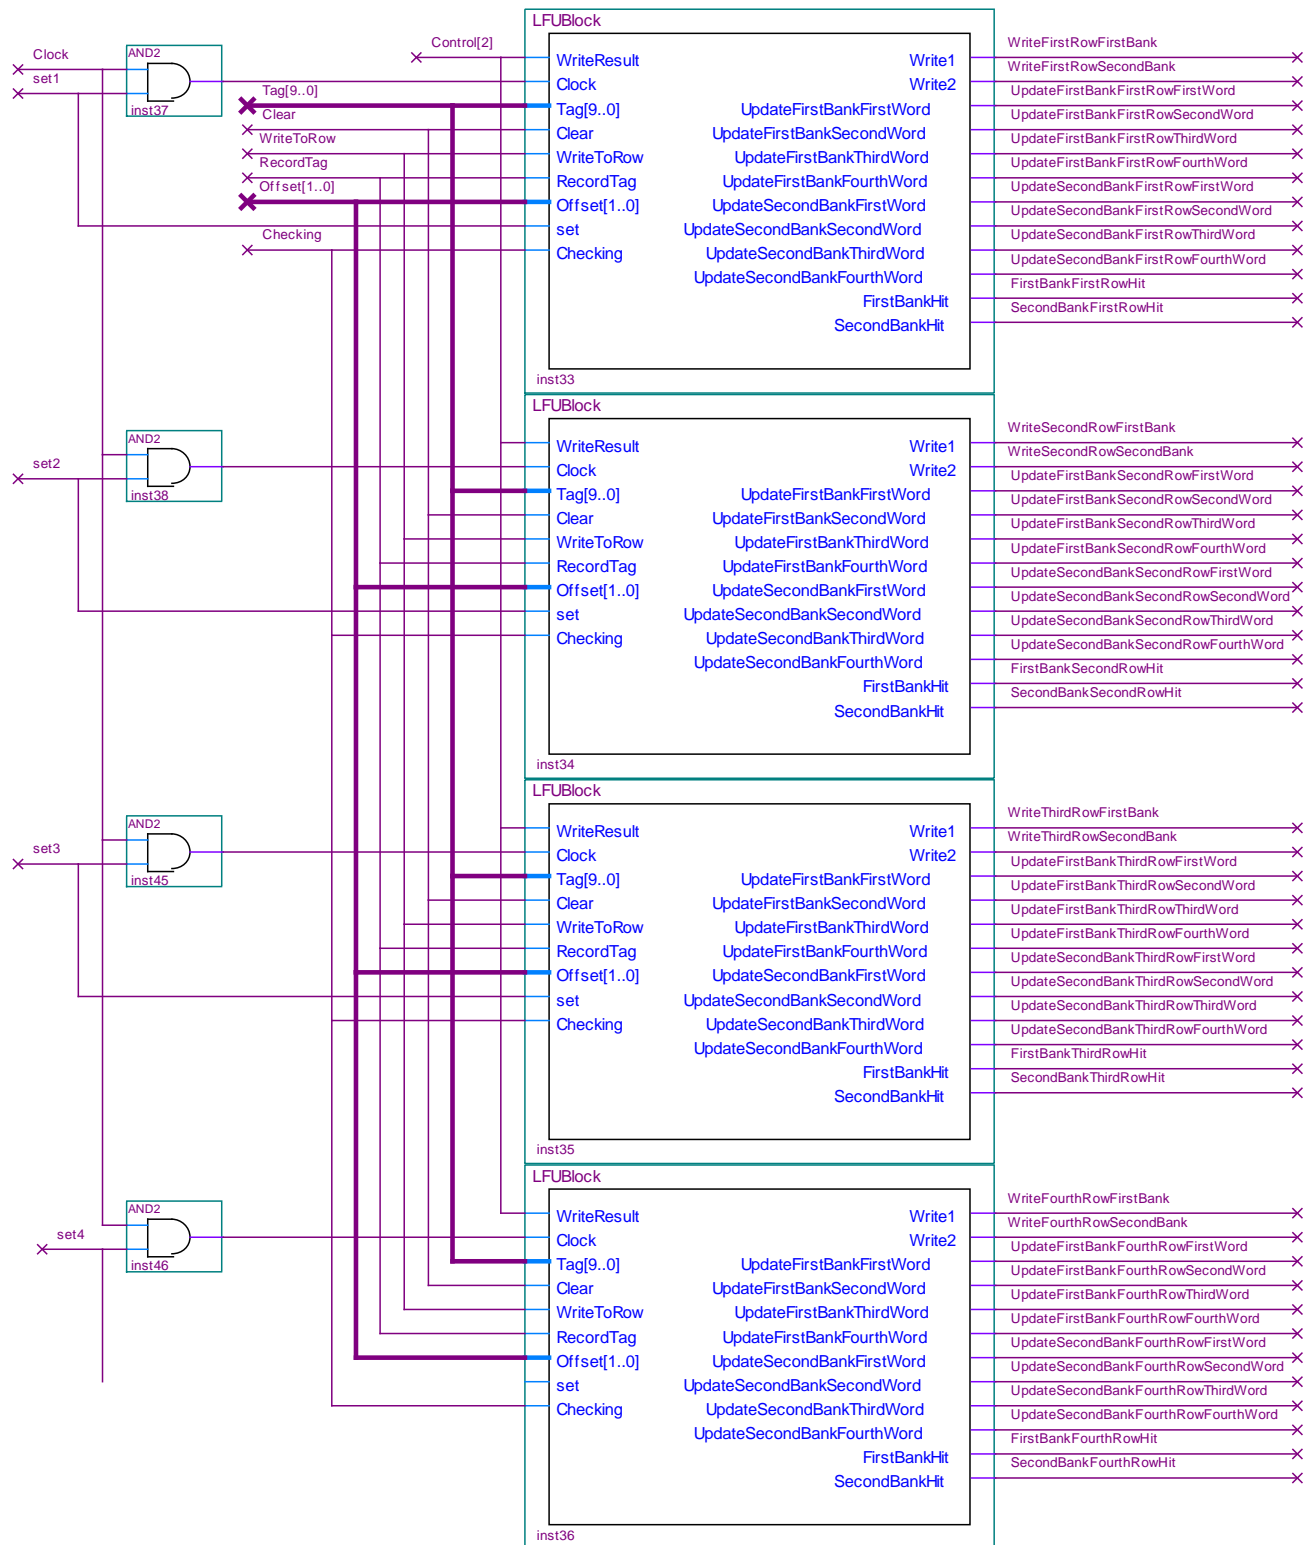 Clock
set1
AND2
inst37
Control[2]
Tag[9..0]
Clear
WriteToRow
RecordTag
Offset[1..0]
Checking
LFUBlock
WriteResult
Clock
Tag[9..0]
Clear
WriteToRow
RecordTag
Offset[1..0]
set
Checking
Write1
Write2
UpdateFirstBankFirstWord
UpdateFirstBankSecondWord
UpdateFirstBankThirdWord
UpdateFirstBankFourthWord
UpdateSecondBankFirstWord
UpdateSecondBankSecondWord
UpdateSecondBankThirdWord
UpdateSecondBankFourthWord
FirstBankHit
SecondBankHit
inst33
WriteFirstRowFirstBank
WriteFirstRowSecondBank
UpdateFirstBankFirstRowFirstWord
UpdateFirstBankFirstRowSecondWord
UpdateFirstBankFirstRowThirdWord
UpdateFirstBankFirstRowFourthWord
UpdateSecondBankFirstRowFirstWord
UpdateSecondBankFirstRowSecondWord
UpdateSecondBankFirstRowThirdWord
UpdateSecondBankFirstRowFourthWord
FirstBankFirstRowHit
SecondBankFirstRowHit
set2
AND2
inst38
LFUBlock
WriteResult
Clock
Tag[9..0]
Clear
WriteToRow
RecordTag
Offset[1..0]
set
Checking
Write1
Write2
UpdateFirstBankFirstWord
UpdateFirstBankSecondWord
UpdateFirstBankThirdWord
UpdateFirstBankFourthWord
UpdateSecondBankFirstWord
UpdateSecondBankSecondWord
UpdateSecondBankThirdWord
UpdateSecondBankFourthWord
FirstBankHit
SecondBankHit
inst34
WriteSecondRowFirstBank
WriteSecondRowSecondBank
UpdateFirstBankSecondRowFirstWord
UpdateFirstBankSecondRowSecondWord
UpdateFirstBankSecondRowThirdWord
UpdateFirstBankSecondRowFourthWord
UpdateSecondBankSecondRowFirstWord
UpdateSecondBankSecondRowSecondWord
UpdateSecondBankSecondRowThirdWord
UpdateSecondBankSecondRowFourthWord
FirstBankSecondRowHit
SecondBankSecondRowHit
set3
AND2
inst45
LFUBlock
WriteResult
Clock
Tag[9..0]
Clear
WriteToRow
RecordTag
Offset[1..0]
set
Checking
Write1
Write2
UpdateFirstBankFirstWord
UpdateFirstBankSecondWord
UpdateFirstBankThirdWord
UpdateFirstBankFourthWord
UpdateSecondBankFirstWord
UpdateSecondBankSecondWord
UpdateSecondBankThirdWord
UpdateSecondBankFourthWord
FirstBankHit
SecondBankHit
inst35
WriteThirdRowFirstBank
WriteThirdRowSecondBank
UpdateFirstBankThirdRowFirstWord
UpdateFirstBankThirdRowSecondWord
UpdateFirstBankThirdRowThirdWord
UpdateFirstBankThirdRowFourthWord
UpdateSecondBankThirdRowFirstWord
UpdateSecondBankThirdRowSecondWord
UpdateSecondBankThirdRowThirdWord
UpdateSecondBankThirdRowFourthWord
FirstBankThirdRowHit
SecondBankThirdRowHit
set4
AND2
inst46
LFUBlock
WriteResult
Clock
Tag[9..0]
Clear
WriteToRow
RecordTag
Offset[1..0]
set
Checking
Write1
Write2
UpdateFirstBankFirstWord
UpdateFirstBankSecondWord
UpdateFirstBankThirdWord
UpdateFirstBankFourthWord
UpdateSecondBankFirstWord
UpdateSecondBankSecondWord
UpdateSecondBankThirdWord
UpdateSecondBankFourthWord
FirstBankHit
SecondBankHit
inst36
WriteFourthRowFirstBank
WriteFourthRowSecondBank
UpdateFirstBankFourthRowFirstWord
UpdateFirstBankFourthRowSecondWord
UpdateFirstBankFourthRowThirdWord
UpdateFirstBankFourthRowFourthWord
UpdateSecondBankFourthRowFirstWord
UpdateSecondBankFourthRowSecondWord
UpdateSecondBankFourthRowThirdWord
UpdateSecondBankFourthRowFourthWord
FirstBankFourthRowHit
SecondBankFourthRowHit